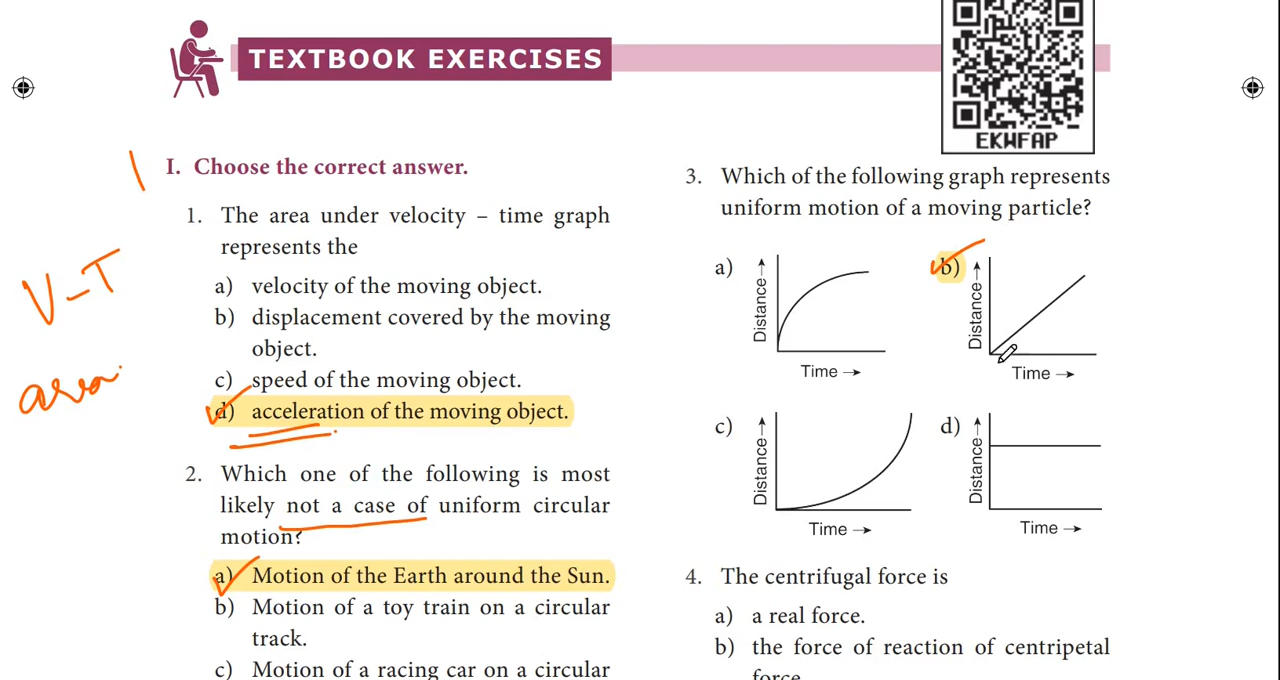 TEXTBOOK EXERCISES
EKWFAP
I. Choose the correct answer.
1. The area under velocity – time graph
represents the
a) velocity of the moving object.
b) displacement covered by the moving
object.
c) speed of the moving object.
d) acceleration of the moving object.
V-T
area
2. Which one of the following is most
likely not a case of uniform circular
motion?
a) Motion of the Earth around the Sun.
b) Motion of a toy train on a circular
track.
c) Motion of a racing car on a circular
3. Which of the following graph represents
uniform motion of a moving particle?
a)
Distance
Time
b)
Distance
Time
c)
Distance
Time
d)
Distance
Time
4. The centrifugal force is
a) a real force.
b) the force of reaction of centripetal
force.